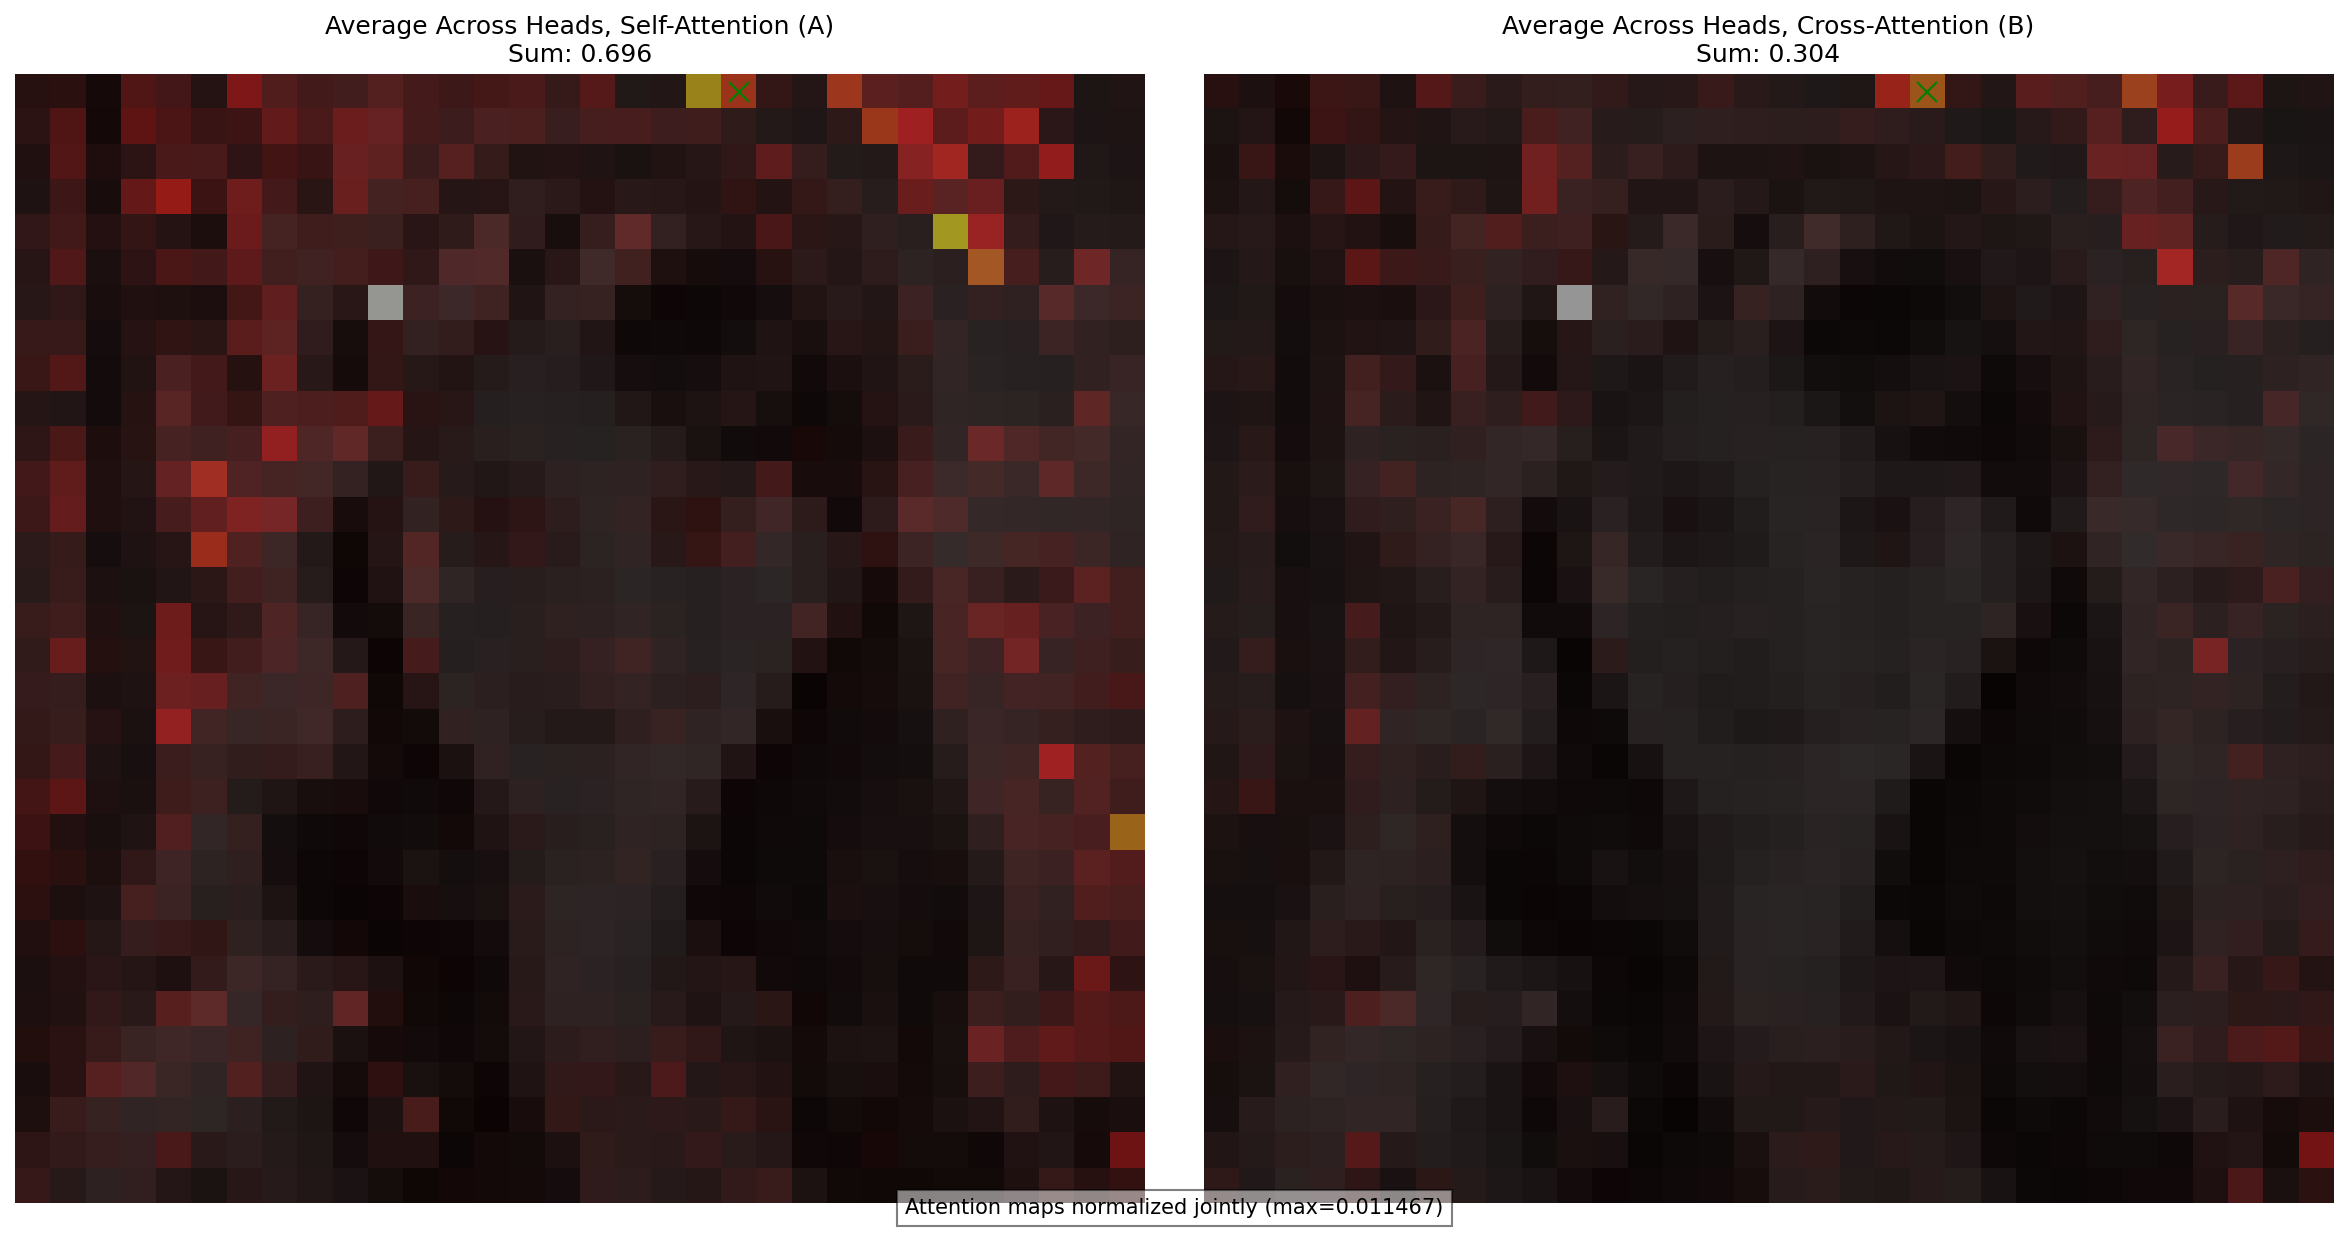 Average Across Heads, Self-Attention (A)
Sum: 0.696
Average Across Heads, Cross-Attention (B)
Sum: 0.304
Attention maps normalized jointly (max=0.011467)